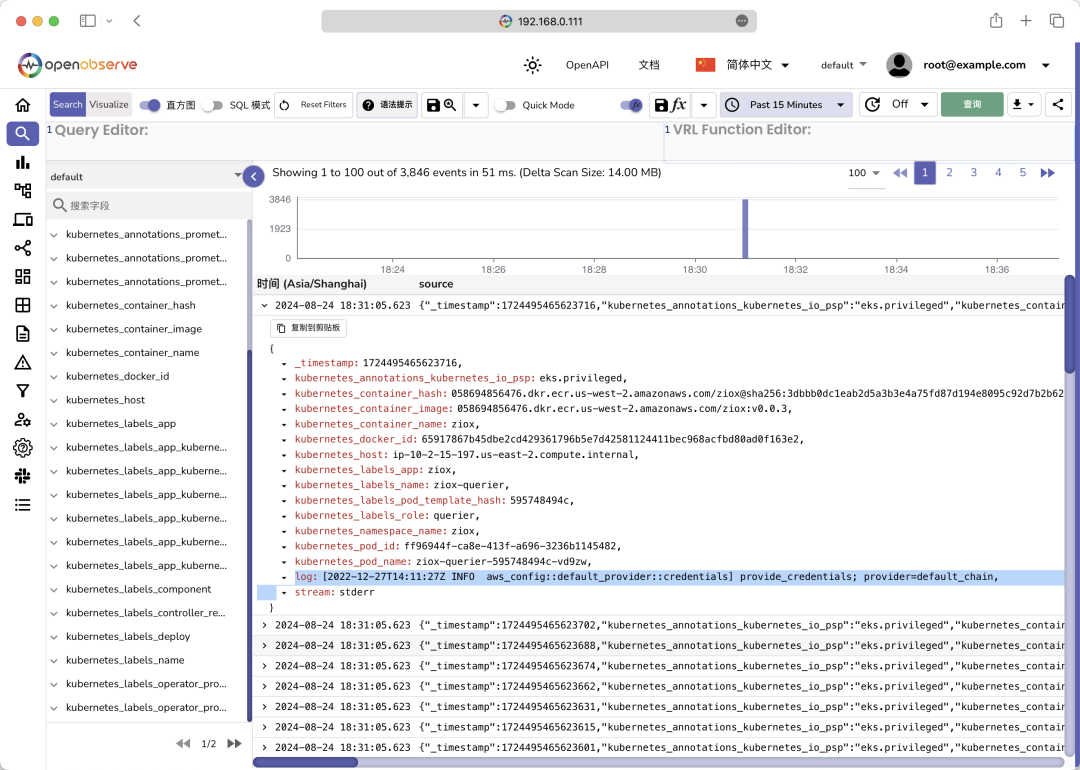 192.168.0.111
openobserve
OpenAPI 文档 简体中文 default root@example.com
Search Visualize 直方图 SQL 模式 Reset Filters 语法提示 Quick Mode fx fx Past 15 Minutes Off 查询
1 Query Editor:
1 VRL Function Editor:
default
搜索字段
kubernetes_annotations_promet...
kubernetes_annotations_promet...
kubernetes_annotations_promet...
kubernetes_container_hash
kubernetes_container_image
kubernetes_container_name
kubernetes_docker_id
kubernetes_host
kubernetes_labels_app
kubernetes_labels_app_kuberne...
kubernetes_labels_app_kuberne...
kubernetes_labels_app_kuberne...
kubernetes_labels_app_kuberne...
kubernetes_labels_app_kuberne...
kubernetes_labels_app_kuberne...
kubernetes_labels_component
kubernetes_labels_controller_re...
kubernetes_labels_deploy
kubernetes_labels_name
kubernetes_labels_operator_pro...
kubernetes_labels_operator_pro...
1/2
Showing 1 to 100 out of 3,846 events in 51 ms. (Delta Scan Size: 14.00 MB)
100 1 2 3 4 5
3846
1923
0
18:24 18:26 18:28 18:30 18:32 18:34 18:36
时间 (Asia/Shanghai) source
2024-08-24 18:31:05.623 {"_timestamp":1724495465623716,"kubernetes_annotations_kubernetes_io_psp":"eks.privileged","kubernetes_contain
复制到剪贴板
{
_timestamp: 1724495465623716,
kubernetes_annotations_kubernetes_io_psp: eks.privileged,
kubernetes_container_hash: 058694856476.dkr.ecr.us-west-2.amazonaws.com/ziox@sha256:3dbbb0dc1eab2d5a3b3e4a75fd87d194e8095c92d7b2b62
kubernetes_container_image: 058694856476.dkr.ecr.us-west-2.amazonaws.com/ziox:v0.0.3,
kubernetes_container_name: ziox,
kubernetes_docker_id: 65917867b45dbe2cd429361796b5e7d42581124411bec968acfbd80ad0f163e2,
kubernetes_host: ip-10-2-15-197.us-east-2.compute.internal,
kubernetes_labels_app: ziox,
kubernetes_labels_name: ziox-querier,
kubernetes_labels_pod_template_hash: 595748494c,
kubernetes_labels_role: querier,
kubernetes_namespace_name: ziox,
kubernetes_pod_id: ff96944f-ca8e-413f-a696-3236b1145482,
kubernetes_pod_name: ziox-querier-595748494c-vd9zw,
log: [2022-12-27T14:11:27Z INFO  aws_config::default_provider::credentials] provide_credentials; provider=default_chain,
stream: stderr
}
2024-08-24 18:31:05.623 {"_timestamp":1724495465623702,"kubernetes_annotations_kubernetes_io_psp":"eks.privileged","kubernetes_contain
2024-08-24 18:31:05.623 {"_timestamp":1724495465623688,"kubernetes_annotations_kubernetes_io_psp":"eks.privileged","kubernetes_contain
2024-08-24 18:31:05.623 {"_timestamp":1724495465623674,"kubernetes_annotations_kubernetes_io_psp":"eks.privileged","kubernetes_contain
2024-08-24 18:31:05.623 {"_timestamp":1724495465623662,"kubernetes_annotations_kubernetes_io_psp":"eks.privileged","kubernetes_contain
2024-08-24 18:31:05.623 {"_timestamp":1724495465623631,"kubernetes_annotations_kubernetes_io_psp":"eks.privileged","kubernetes_contain
2024-08-24 18:31:05.623 {"_timestamp":1724495465623615,"kubernetes_annotations_kubernetes_io_psp":"eks.privileged","kubernetes_contain
2024-08-24 18:31:05.623 {"_timestamp":1724495465623601,"kubernetes_annotations_kubernetes_io_psp":"eks.privileged","kubernetes_contain